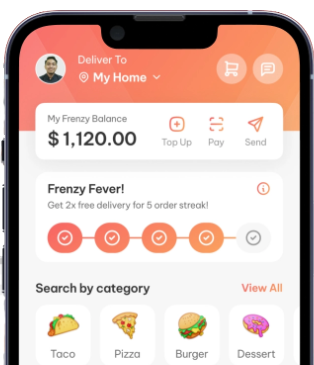 Deliver To
My Home
My Frenzy Balance
$1,120.00
Top Up
Pay
Send
Frenzy Fever!
Get 2x free delivery for 5 order streak!
Search by category
View All
Taco
Pizza
Burger
Dessert